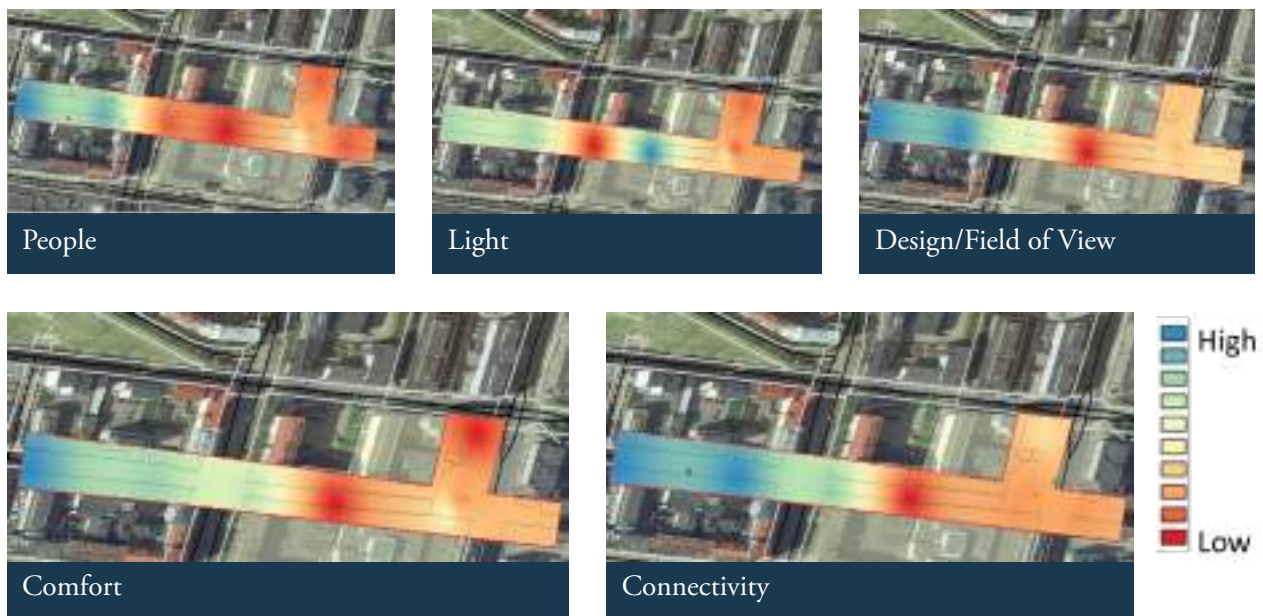 People
Light
Design/Field of View
High
Low
Comfort
Connectivity